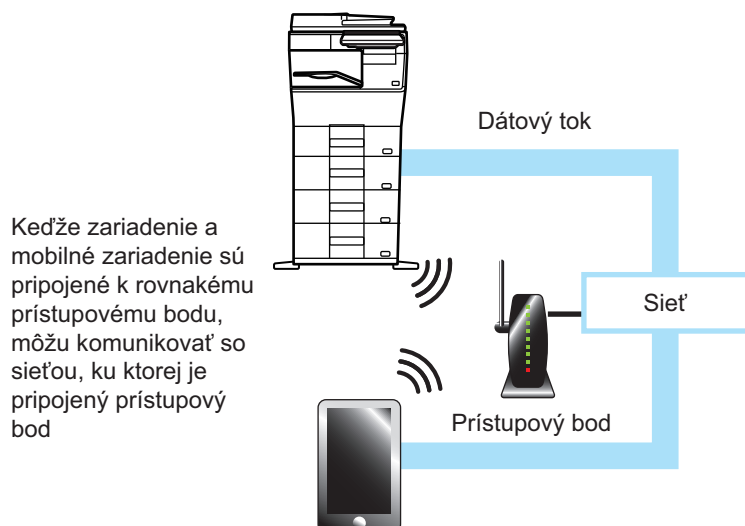 Dátový tok
Keďže zariadenie a
mobilné zariadenie sú
pripojené k rovnakému
prístupovému bodu,
môžu komunikovať so
sieťou, ku ktorej je
pripojený prístupový
bod
Sieť
Prístupový bod